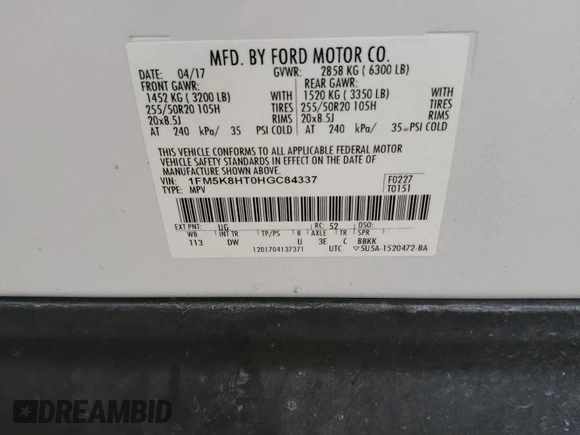 MFD. BY FORD MOTOR CO.
DATE: 04/17 GVWR: 2858 KG ( 6300 LB)
FRONT GAWR: REAR GAWR:
1452 KG ( 3200 LB) WITH 1520 KG ( 3350 LB) WITH
255/50R20 105H TIRES 255/50R20 105H TIRES
20x8.5J RIMS 20x8.5J RIMS
AT 240 kPa/ 35 PSI COLD AT 240 kPa/ 35 PSI COLD
THIS VEHICLE CONFORMS TO ALL APPLICABLE FEDERAL MOTOR
VEHICLE SAFETY STANDARDS IN EFFECT ON THE DATE OF
MANUFACTURE SHOWN ABOVE.
VIN: 1FM5K8HT0HGC84337 F0227
TYPE: MPV T0151
EXT PNT: UG RC: 52 DSO:
WB INT TR TP/PS R AXLE TR SPR
113 DW U 3E C BBKK
1201704137371 UTC 5U5A-1520472-BA
DREAMBID